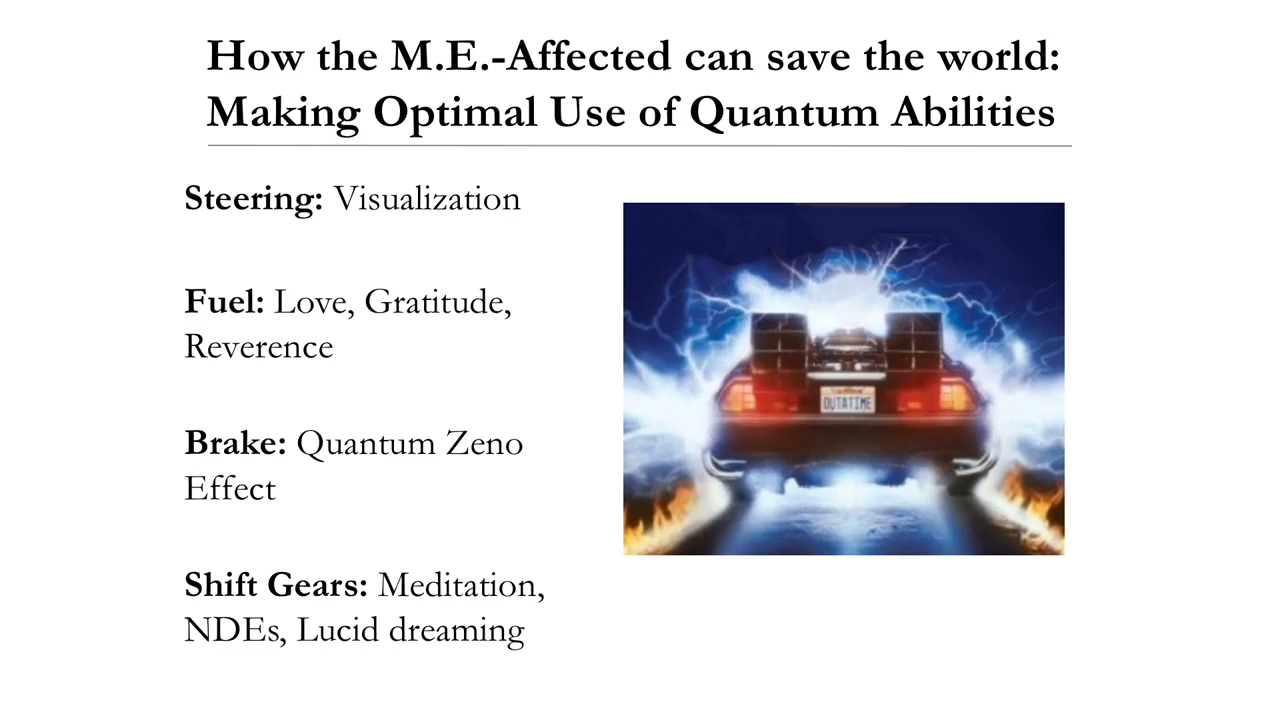 How the M.E.-Affected can save the world:
Making Optimal Use of Quantum Abilities
Steering: Visualization
Fuel: Love, Gratitude,
Reverence
Brake: Quantum Zeno
Effect
Shift Gears: Meditation,
NDEs, Lucid dreaming
OUTATIME